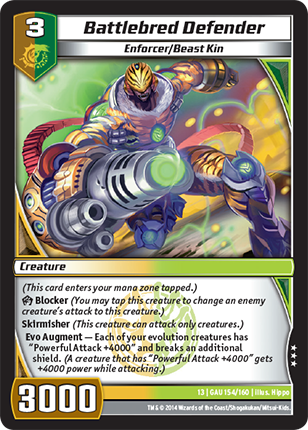 3
Battlebred Defender
Enforcer/Beast Kin
Creature
(This card enters your mana zone tapped.)
Blocker (You may tap this creature to change an enemy
creature's attack to this creature.)
Skirmisher (This creature can attack only creatures.)
Evo Augment — Each of your evolution creatures has
"Powerful Attack +4000" and breaks an additional
shield. (A creature that has "Powerful Attack +4000" gets
+4000 power while attacking.)
3000
13 | GAU 154/160 | Illus. Hippo
TM & © 2014 Wizards of the Coast/Shogakukan/Mitsui-Kids.